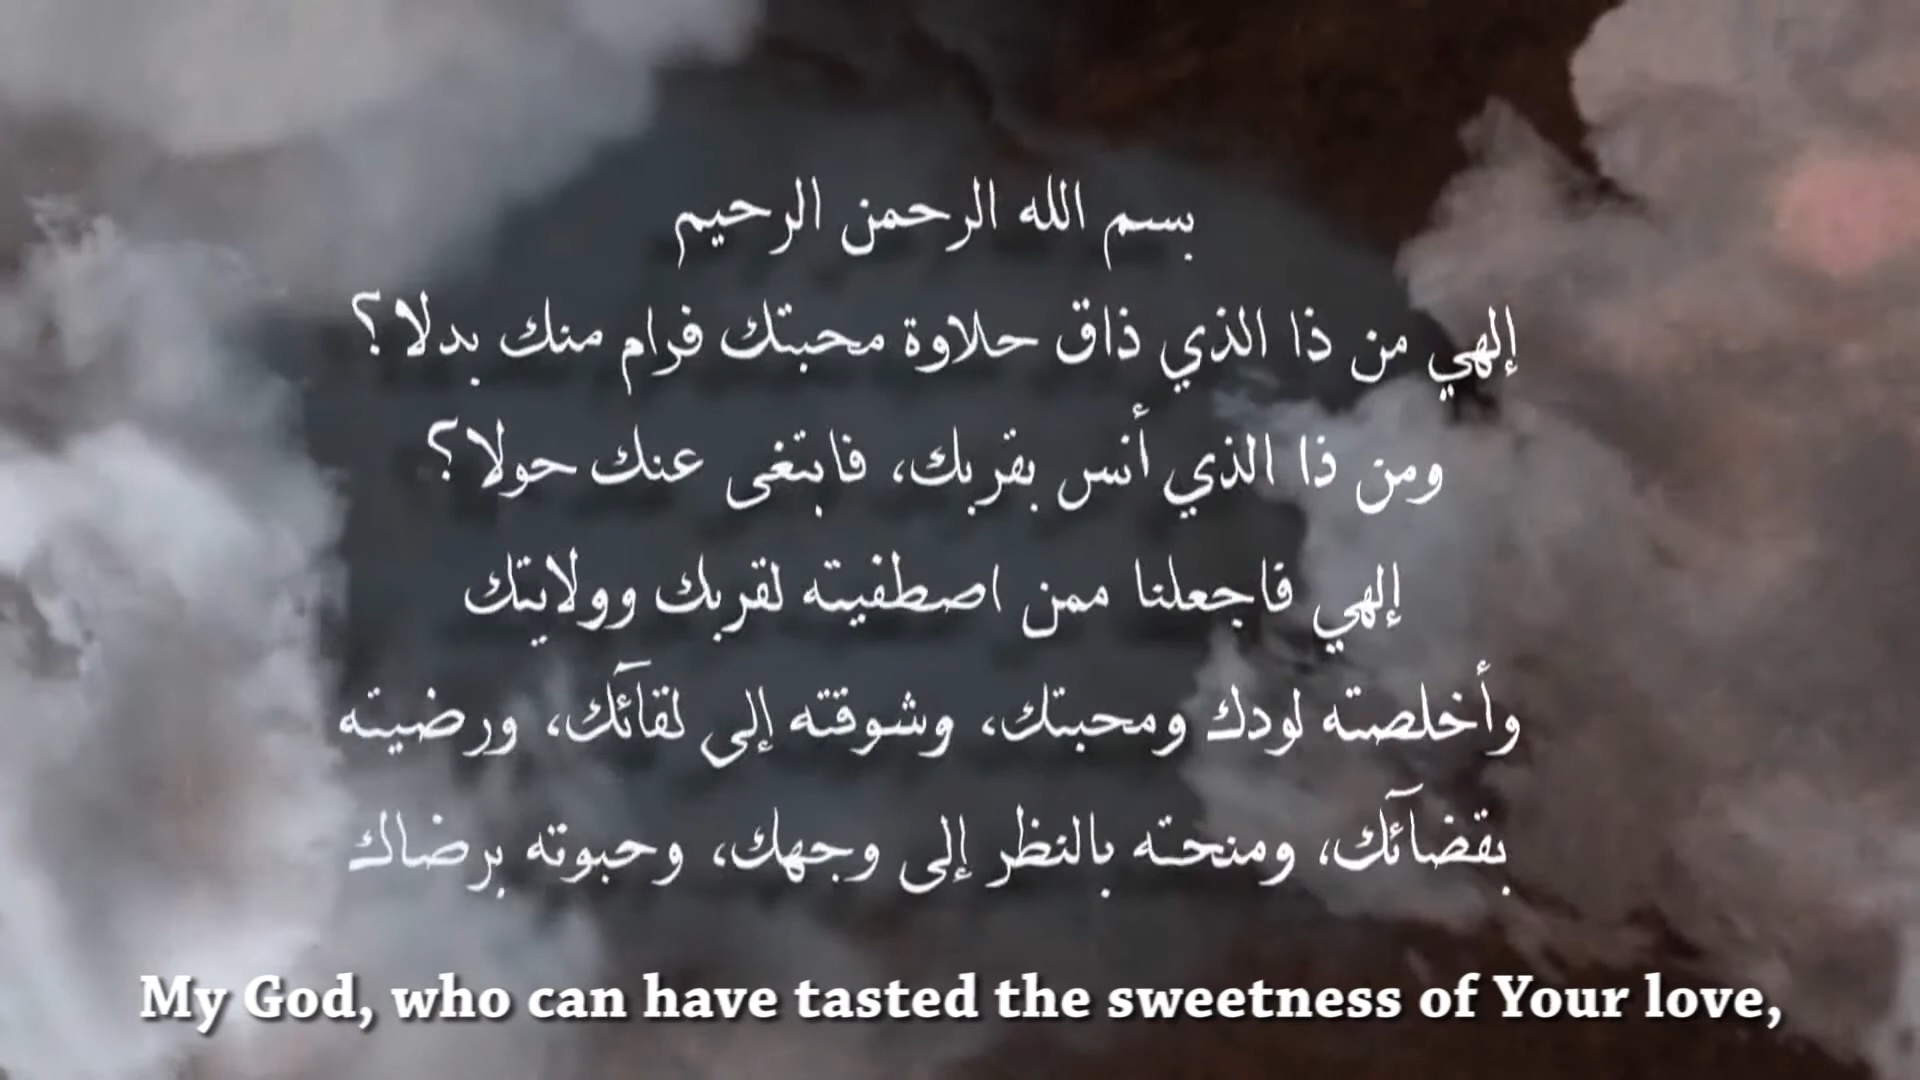 بسم الله الرحمن الرحيم
إلهي من ذا الذي ذاق حلاوة محبتك فرام منك بدلا؟
ومن ذا الذي أنس بقربك، فابتغى عنك حولا؟
إلهي فاجعلنا ممن اصطفيته لقربك وولايتك
وأخلصته لودك ومحبتك، وشوقته إلى لقآئك، ورضيته
بقضآئك، ومنحته بالنظر إلى وجهك، وحبوته برضاك
My God, who can have tasted the sweetness of Your love,